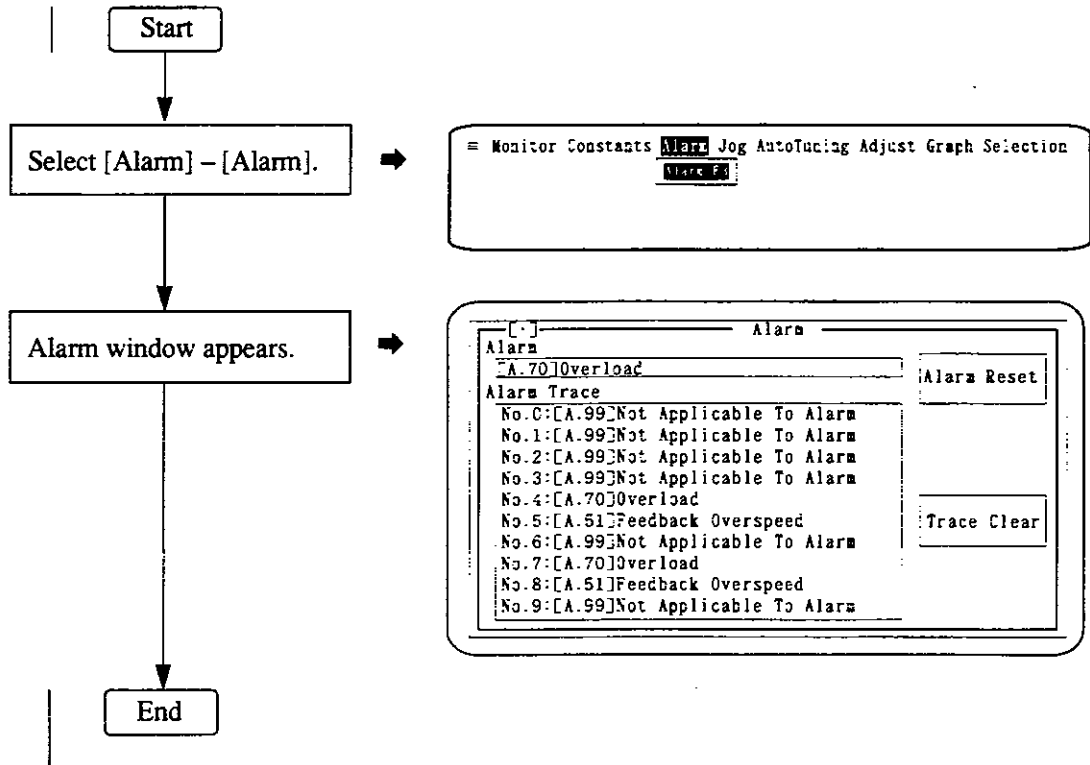 Start
Select [Alarm] – [Alarm].
≡ Monitor Constants Alarm Jog AutoTuning Adjust Graph Selection
Alarm
Alarm window appears.
[·] Alarm
Alarm
[A.70]Overload
Alarm Reset
Alarm Trace
No.0:[A.99]Not Applicable To Alarm
No.1:[A.99]Not Applicable To Alarm
No.2:[A.99]Not Applicable To Alarm
No.3:[A.99]Not Applicable To Alarm
No.4:[A.70]Overload
No.5:[A.51]Feedback Overspeed
Trace Clear
No.6:[A.99]Not Applicable To Alarm
No.7:[A.70]Overload
No.8:[A.51]Feedback Overspeed
No.9:[A.99]Not Applicable To Alarm
End